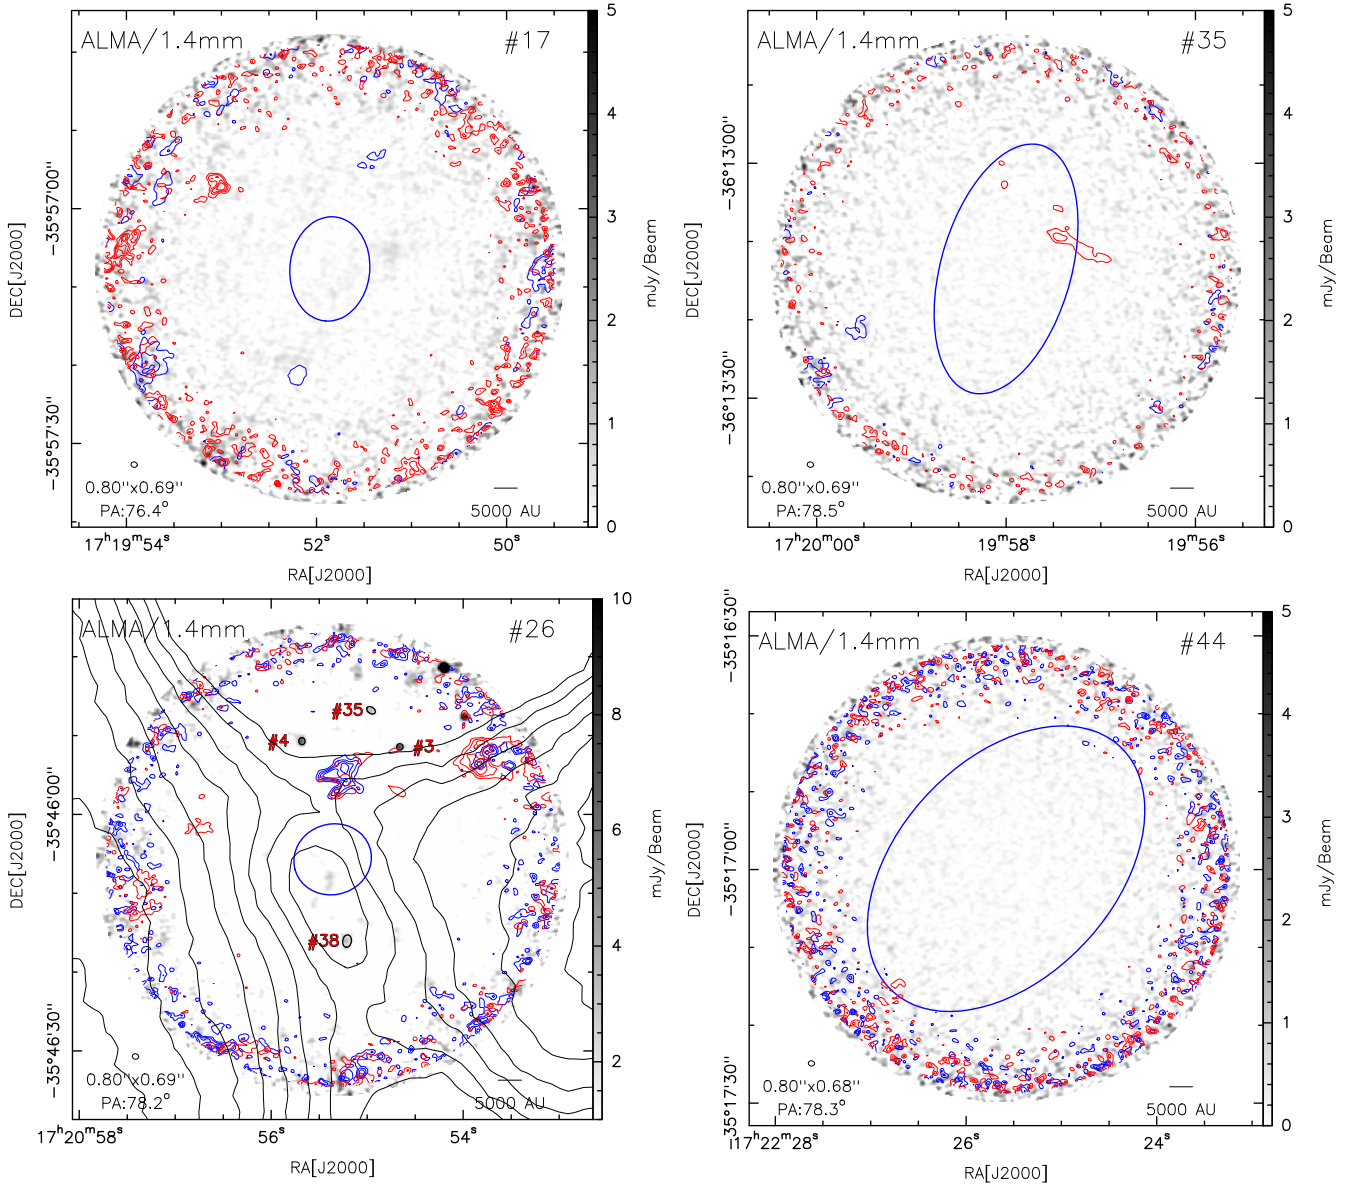 ALMA/1.4mm #17
5
4
3
2
1
0
mJy/Beam
DEC[J2000]
−35°57'00"
−35°57'30"
0.80"x0.69"
PA:76.4°
5000 AU
17ʰ19ᵐ54ˢ 52ˢ 50ˢ
RA[J2000]
ALMA/1.4mm #35
5
4
3
2
1
0
mJy/Beam
DEC[J2000]
−36°13'00"
−36°13'30"
0.80"x0.69"
PA:78.5°
5000 AU
17ʰ20ᵐ00ˢ 19ᵐ58ˢ 19ᵐ56ˢ
RA[J2000]
ALMA/1.4mm #26
10
8
6
4
2
mJy/Beam
#35
#4
#3
#38
DEC[J2000]
−35°46'00"
−35°46'30"
0.80"x0.69"
PA:78.2°
5000 AU
17ʰ20ᵐ58ˢ 56ˢ 54ˢ
RA[J2000]
ALMA/1.4mm #44
5
4
3
2
1
0
mJy/Beam
DEC[J2000]
−35°16'30"
−35°17'00"
35°17'30"
0.80"x0.68"
PA:78.3°
5000 AU
17ʰ22ᵐ28ˢ 26ˢ 24ˢ
RA[J2000]